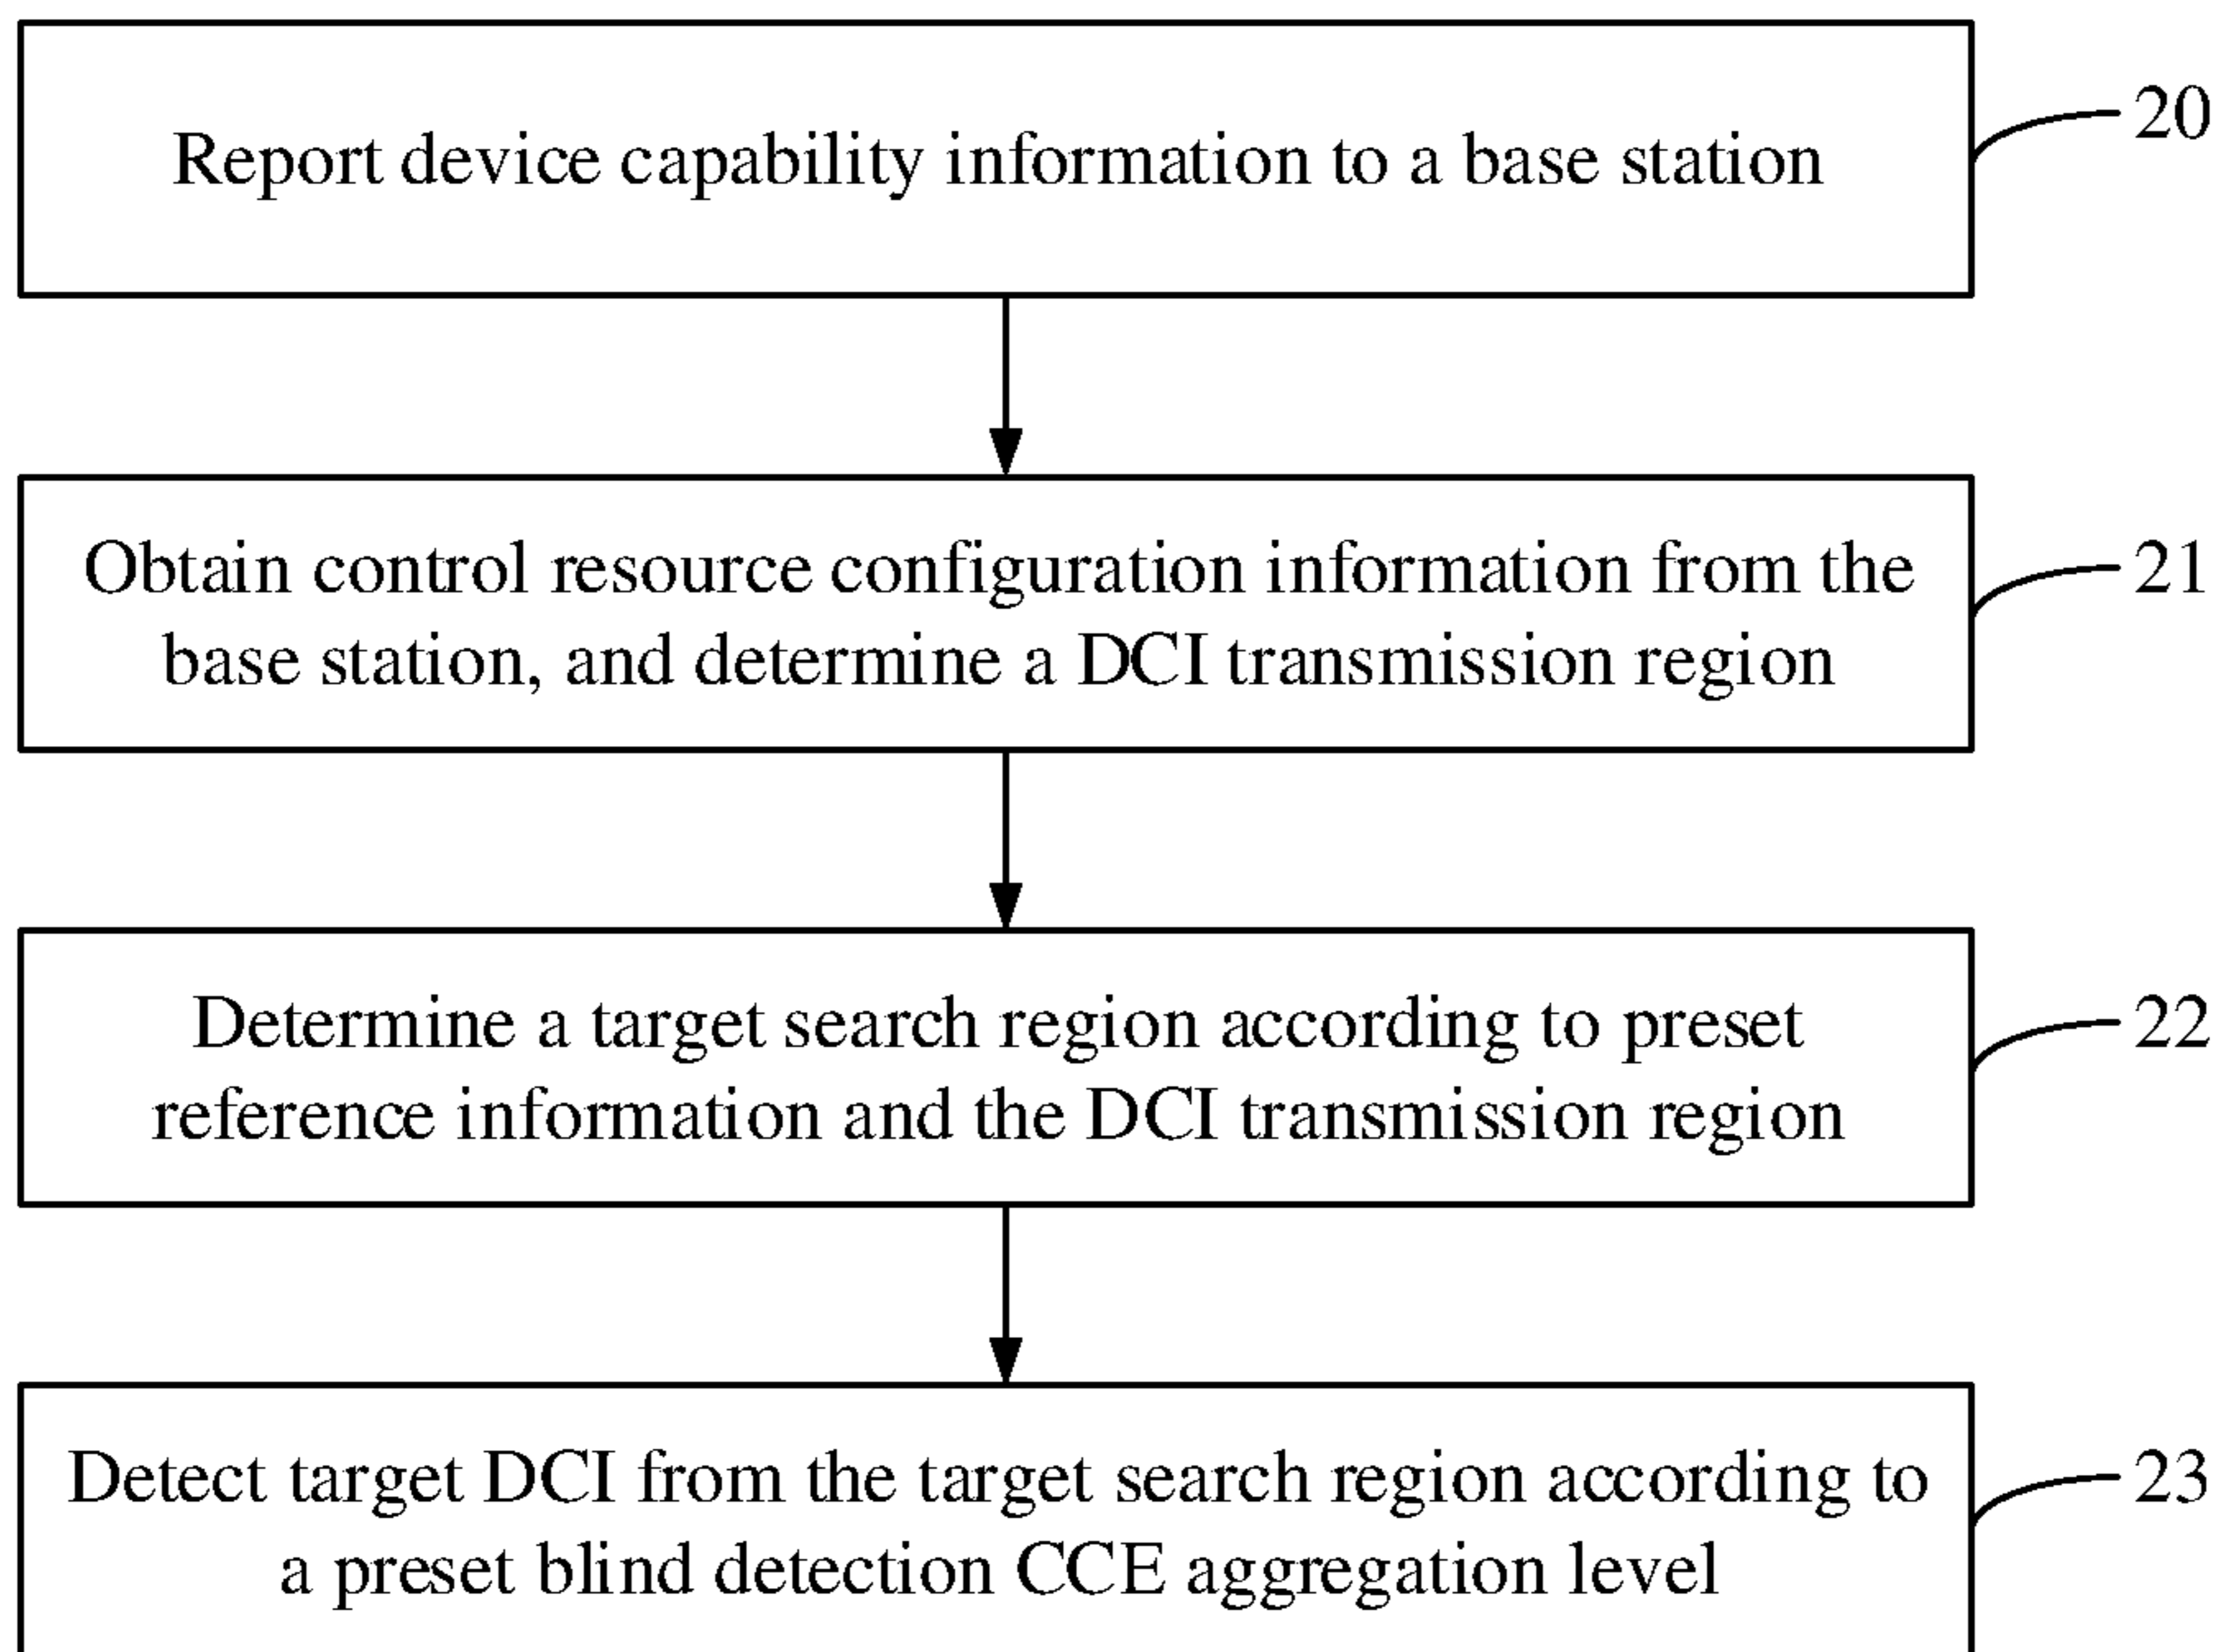 Report device capability information to a base station
20
Obtain control resource configuration information from the
base station, and determine a DCI transmission region
21
Determine a target search region according to preset
reference information and the DCI transmission region
22
Detect target DCI from the target search region according to
a preset blind detection CCE aggregation level
23